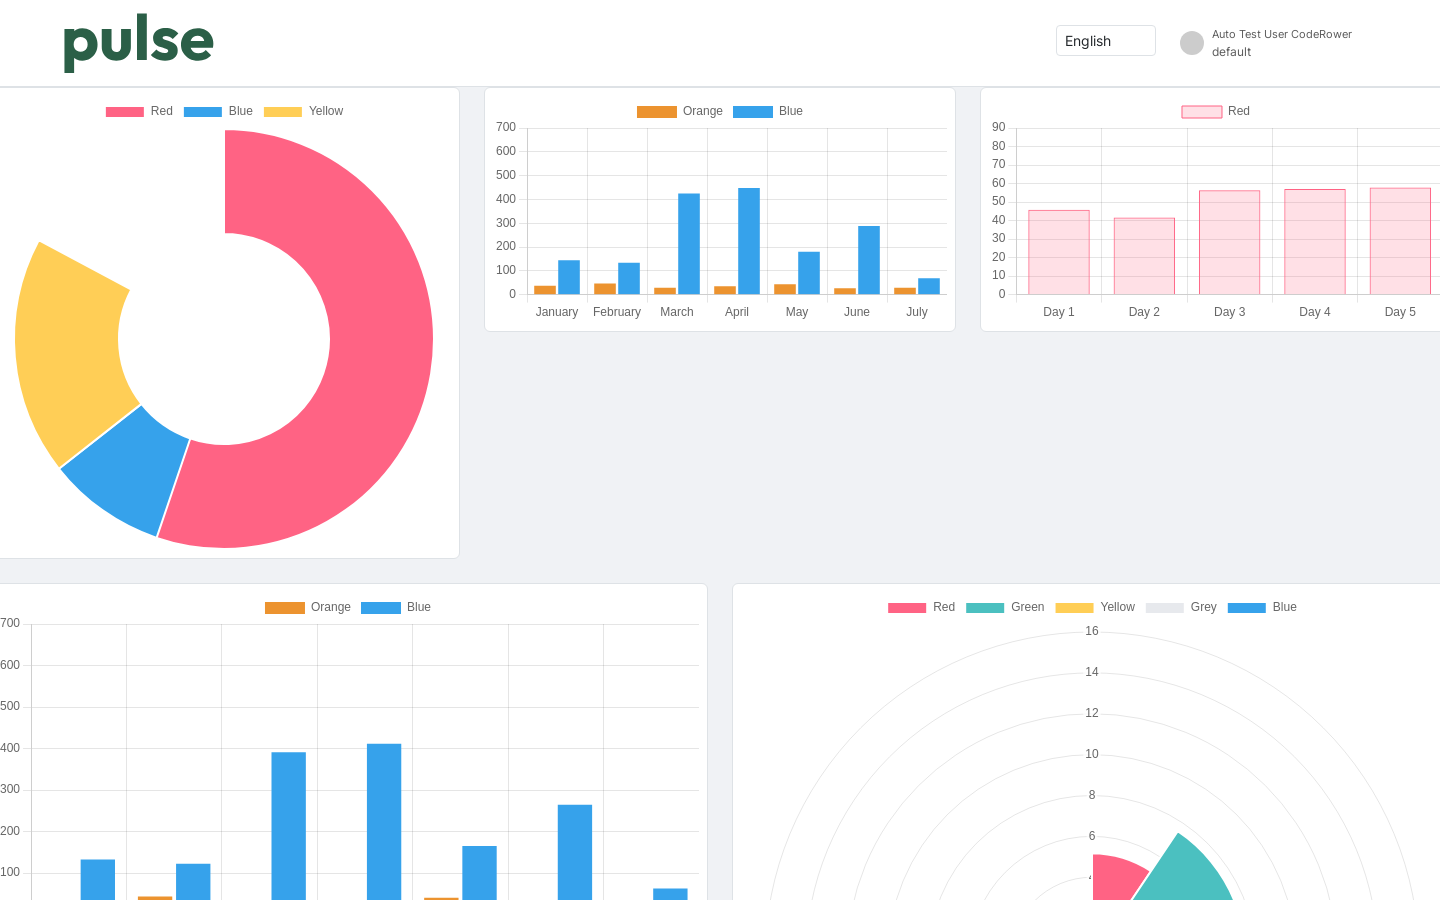 pulse
English
Auto Test User CodeRower
default
Red Blue Yellow
Orange Blue
700
600
500
400
300
200
100
0
January February March April May June July
Red
90
80
70
60
50
40
30
20
10
0
Day 1 Day 2 Day 3 Day 4 Day 5
Orange Blue
700
600
500
400
300
200
100
Red Green Yellow Grey Blue
16
14
12
10
8
6